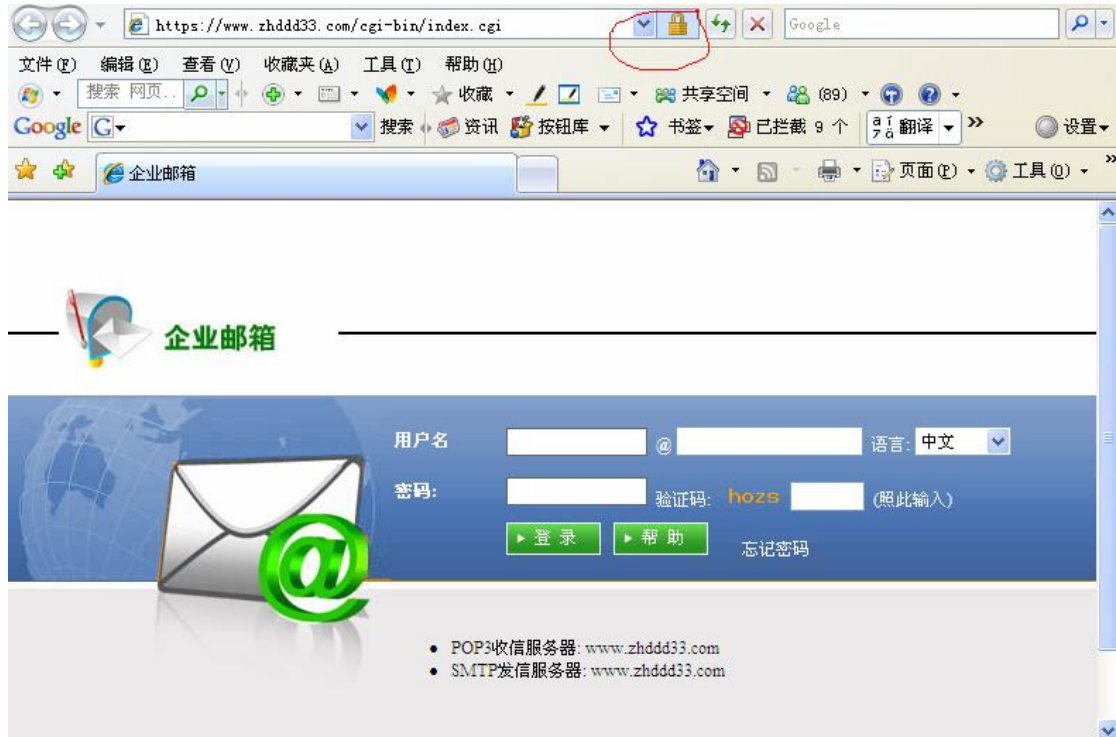 https://www.zhddd33.com/cgi-bin/index.cgi Google
文件(F) 编辑(E) 查看(V) 收藏夹(A) 工具(T) 帮助(H)
搜索 网页.. 收藏 共享空间 (89)
Google G 搜索 资讯 按钮库 书签 已拦截 9 个 翻译 » 设置
企业邮箱 页面(P) 工具(O) »
企业邮箱
用户名 @ 语言: 中文
密码: 验证码: hozs (照此输入)
登 录 帮 助 忘记密码
POP3收信服务器: www.zhddd33.com
SMTP发信服务器: www.zhddd33.com